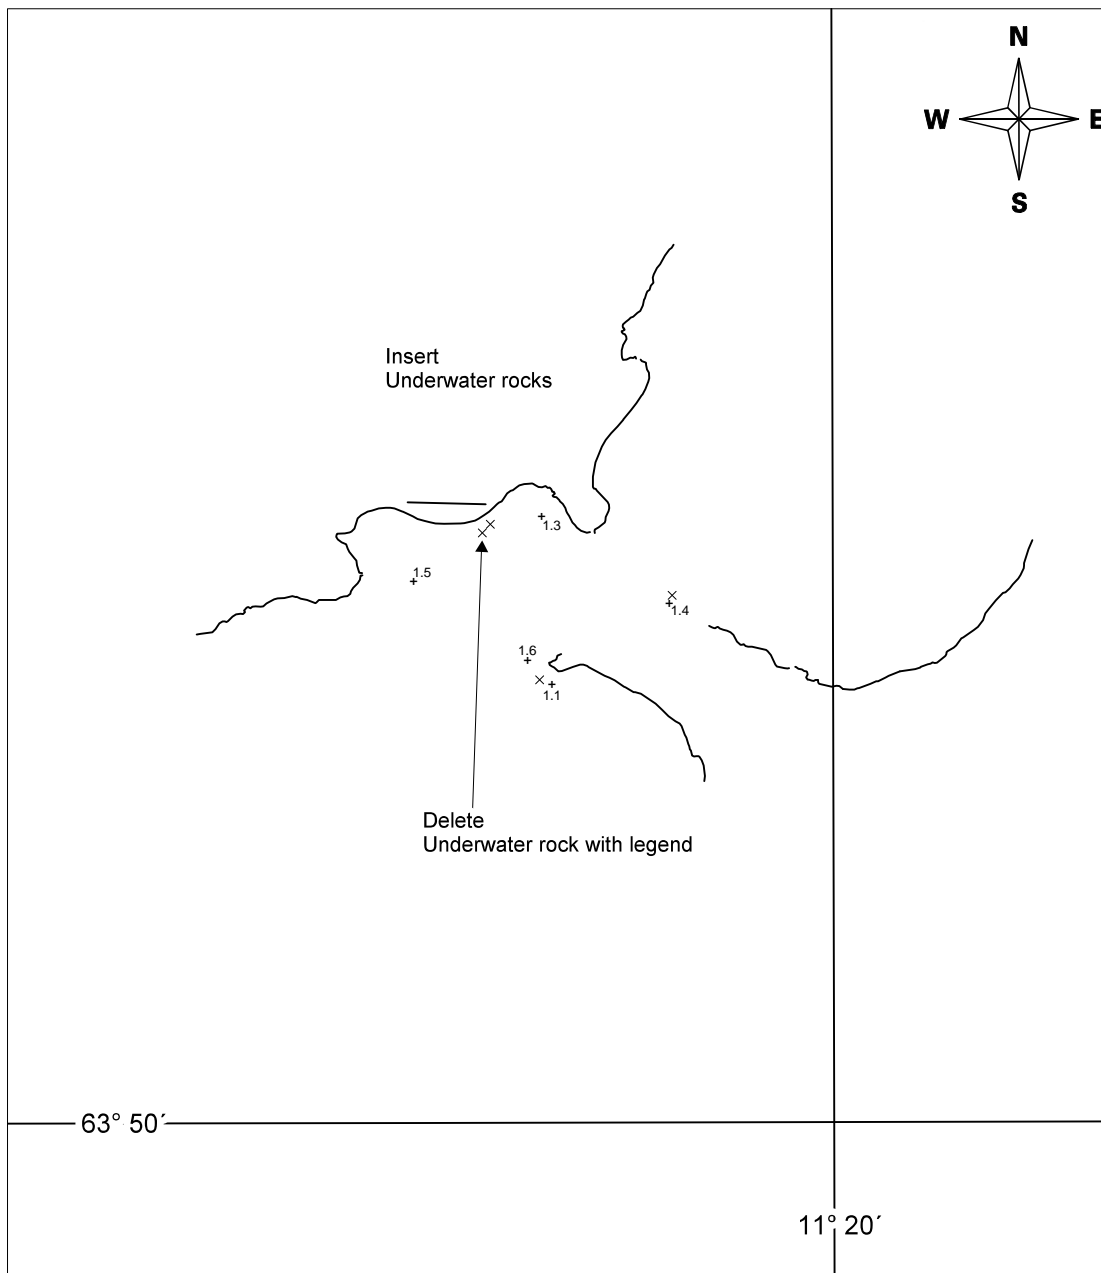 N
W E
S
Insert
Underwater rocks
1.3
1.5
1.4
1.6
1.1
Delete
Underwater rock with legend
63° 50´
11° 20´